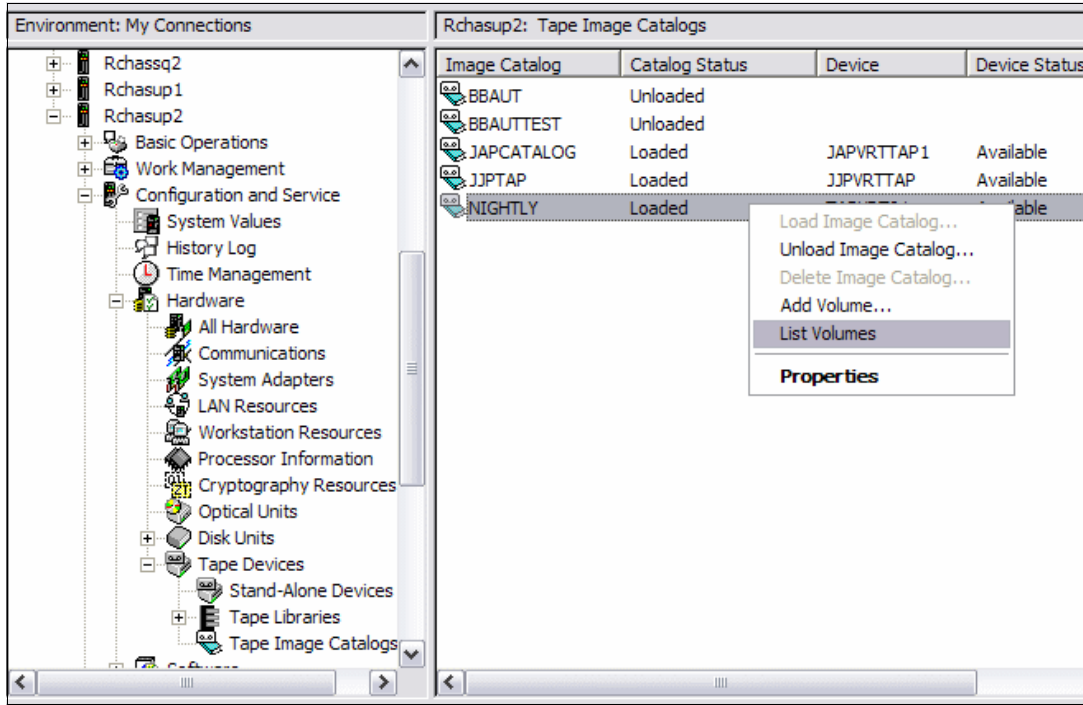 Environment: My Connections
Rchassq2
Rchasup1
Rchasup2
Basic Operations
Work Management
Configuration and Service
System Values
History Log
Time Management
Hardware
All Hardware
Communications
System Adapters
LAN Resources
Workstation Resources
Processor Information
Cryptography Resources
Optical Units
Disk Units
Tape Devices
Stand-Alone Devices
Tape Libraries
Tape Image Catalogs
Rchasup2: Tape Image Catalogs
Image Catalog Catalog Status Device Device Status
BBAUT Unloaded
BBAUTTEST Unloaded
JAPCATALOG Loaded JAPVRTTAP1 Available
JJPTAP Loaded JJPVRTTAP Available
NIGHTLY Loaded
Load Image Catalog...
Unload Image Catalog...
Delete Image Catalog...
Add Volume...
List Volumes
Properties